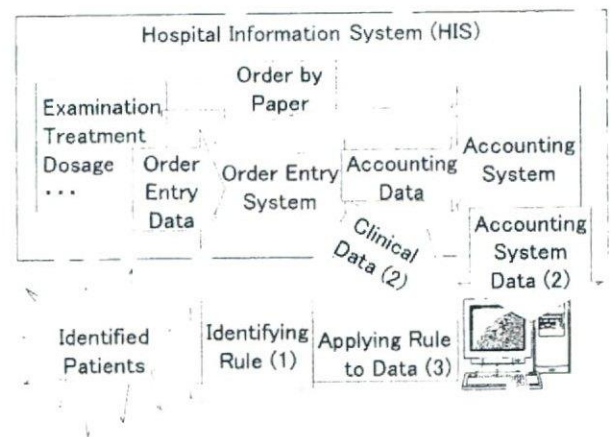 Hospital Information System (HIS)
Order by
Paper
Examination
Treatment
Dosage
...
Order
Entry
Data
Order Entry
System
Accounting
Data
Accounting
System
Clinical
Data (2)
Accounting
System
Data (2)
Identified
Patients
Identifying
Rule (1)
Applying Rule
to Data (3)